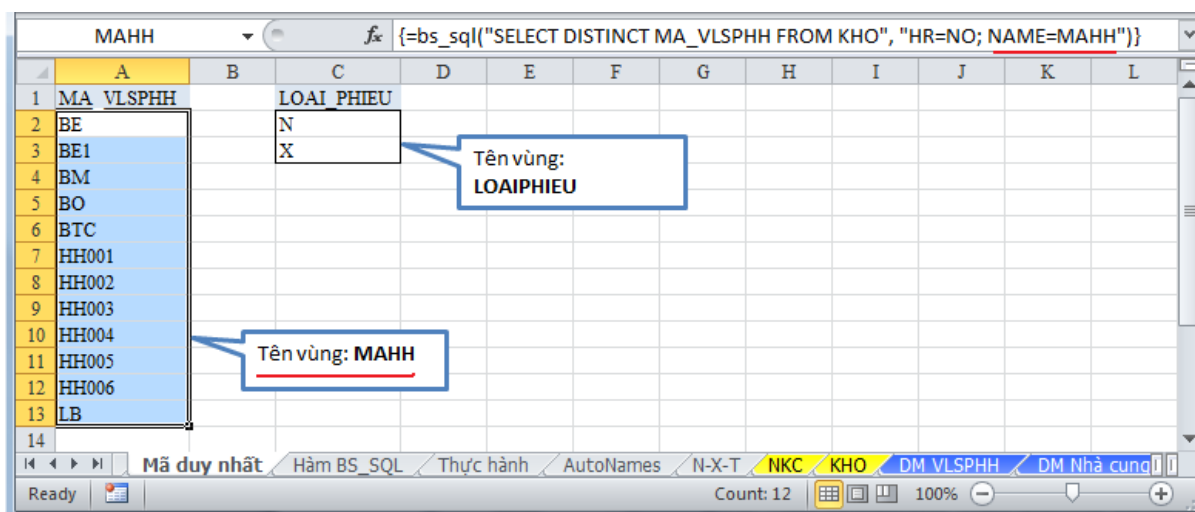 MAHH fx {=bs_sql("SELECT DISTINCT MA_VLSPHH FROM KHO", "HR=NO; NAME=MAHH")}
A B C D E F G H I J K L
1 MA_VLSPHH LOAI_PHIEU
2 BE N
3 BE1 X
4 BM
5 BO
6 BTC
7 HH001
8 HH002
9 HH003
10 HH004
11 HH005
12 HH006
13 LB
14
Tên vùng:
LOAIPHIEU
Tên vùng: MAHH
Mã duy nhất Hàm BS_SQL Thực hành AutoNames N-X-T NKC KHO DM VLSPHH DM Nhà cung
Ready Count: 12 100%